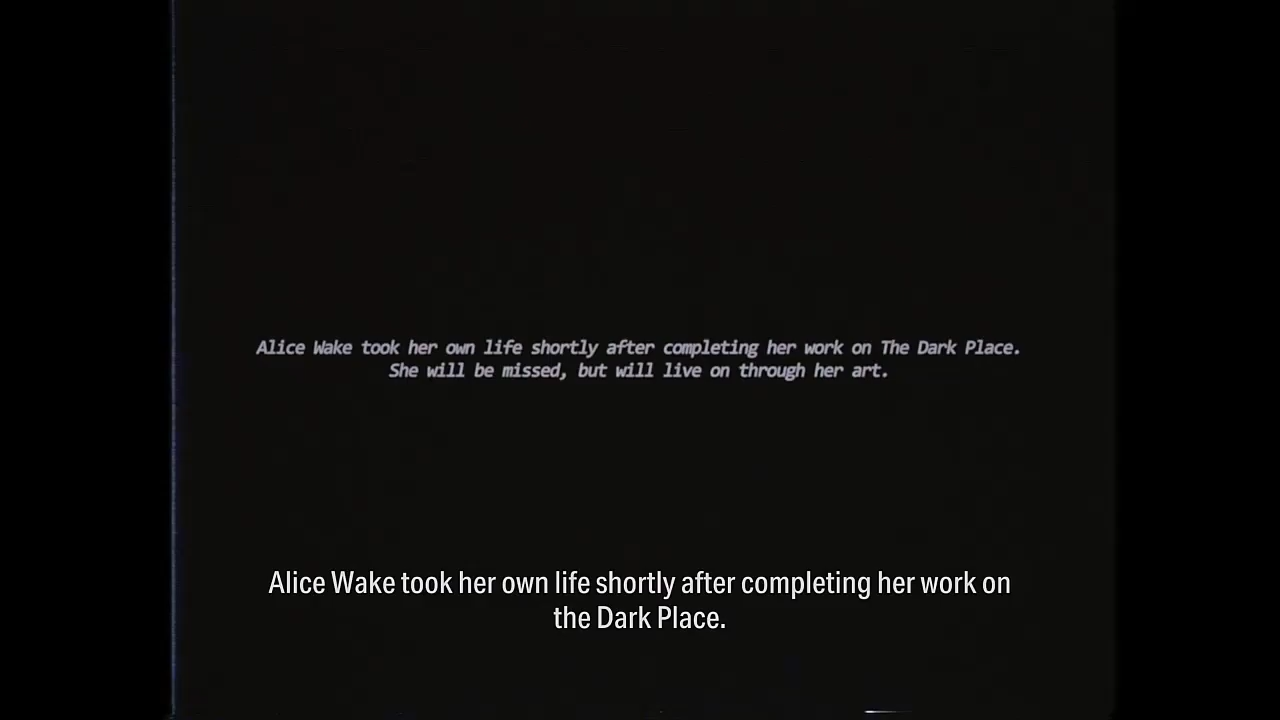 Alice Wake took her own life shortly after completing her work on The Dark Place.
She will be missed, but will live on through her art.
Alice Wake took her own life shortly after completing her work on
the Dark Place.